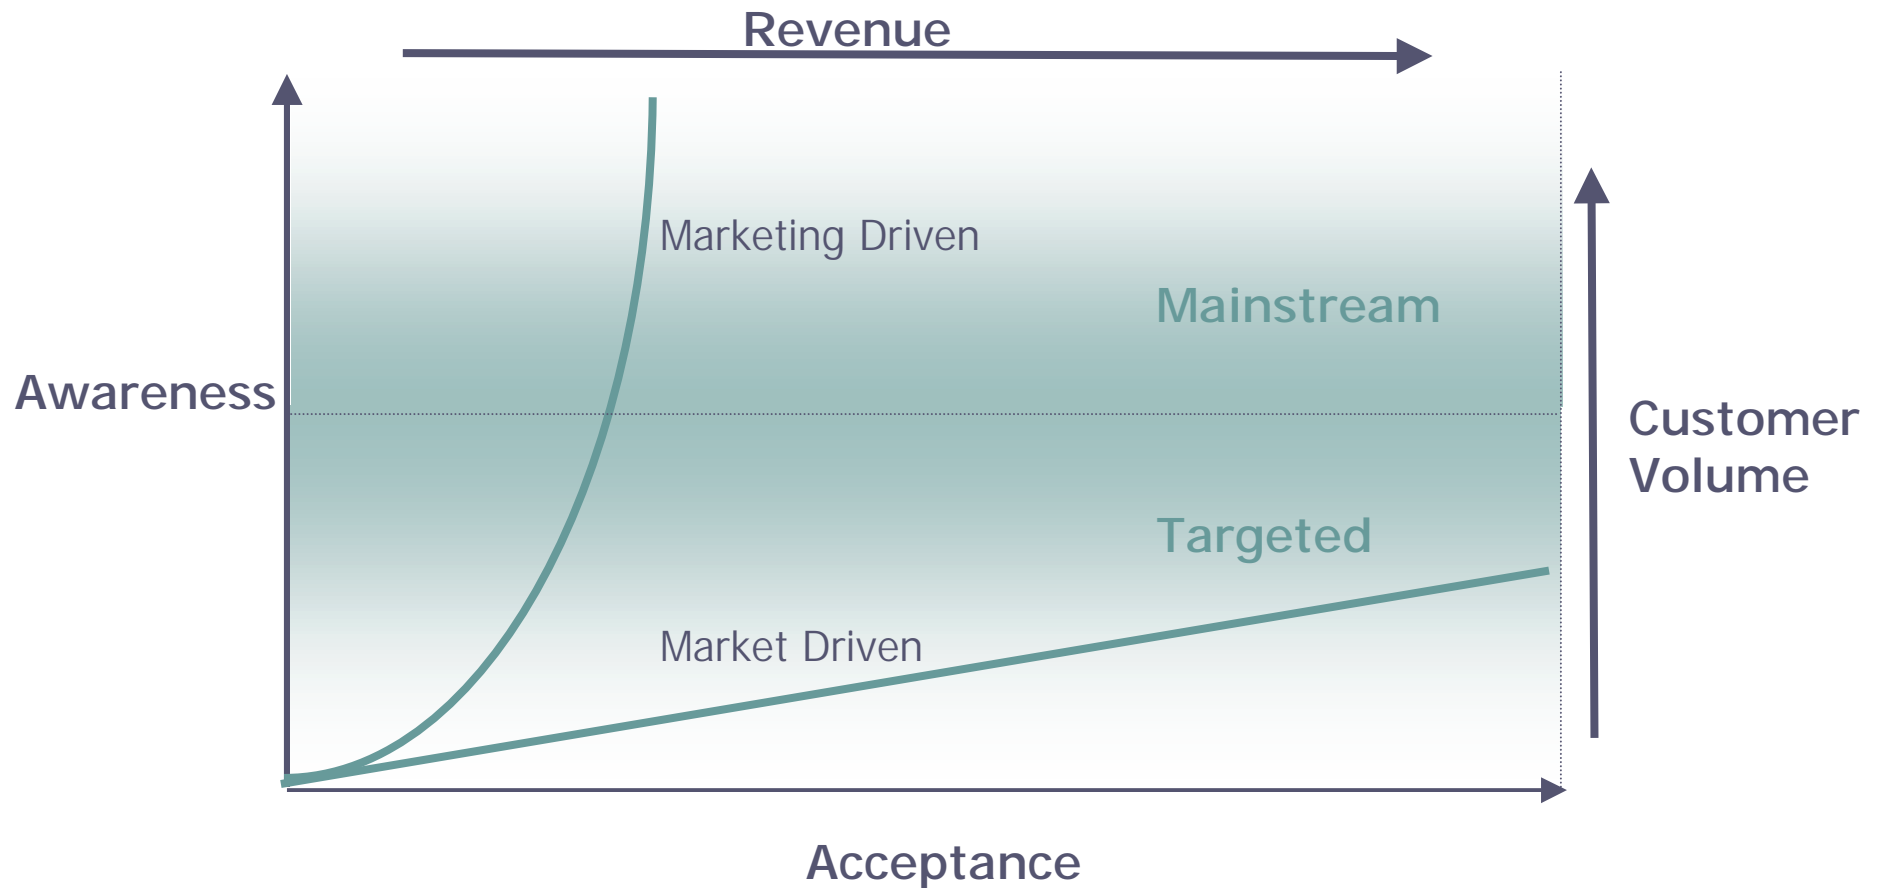 Revenue
Marketing Driven
Mainstream
Awareness
Customer
Volume
Targeted
Market Driven
Acceptance